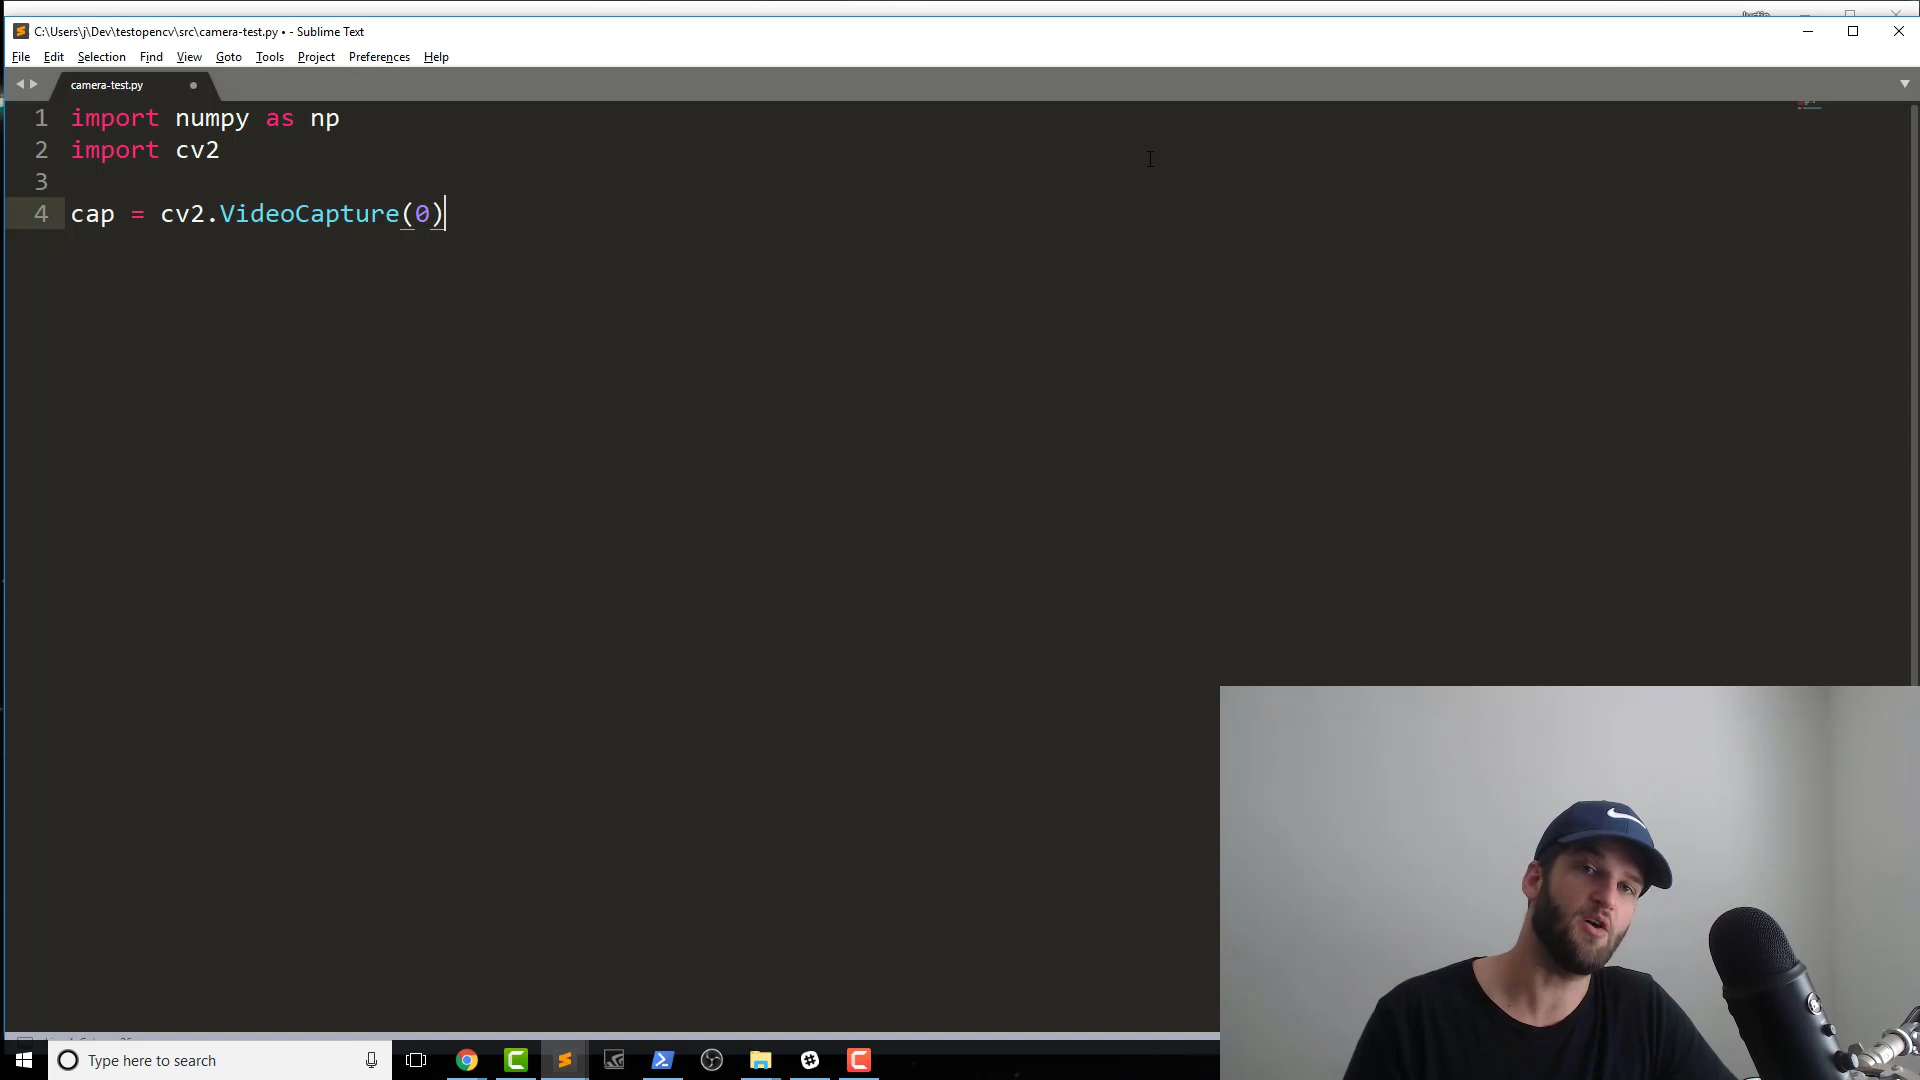 C:\Users\j\Dev\testopencv\src\camera-test.py • - Sublime Text
File Edit Selection Find View Goto Tools Project Preferences Help
camera-test.py
1 import numpy as np
2 import cv2
3
4 cap = cv2.VideoCapture(0)
Type here to search